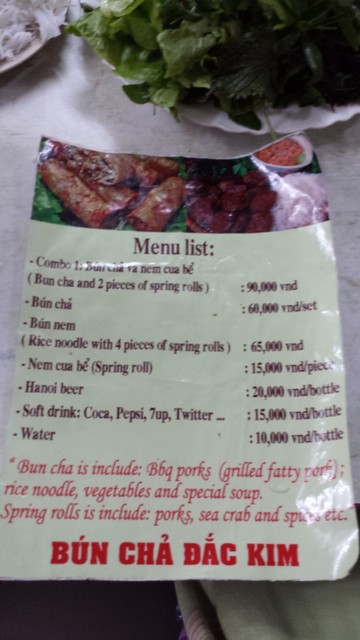 Menu list:
- Combo 1: Bún chả và nem cua bể
( Bun cha and 2 pieces of spring rolls ) : 90,000 vnd
- Bún chả : 60,000 vnd/set
- Bún nem
( Rice noodle with 4 pieces of spring rolls ) : 65,000 vnd
- Nem cua bể (Spring roll) : 15,000 vnd/piece
- Hanoi beer : 20,000 vnd/bottle
- Soft drink: Coca, Pepsi, 7up, Twitter ... : 15,000 vnd/bottle
- Water : 10,000 vnd/bottle
" Bun cha is include: Bbq porks (grilled fatty pork);
rice noodle, vegetables and special soup.
Spring rolls is include: porks, sea crab and spices etc.
BÚN CHẢ ĐẮC KIM